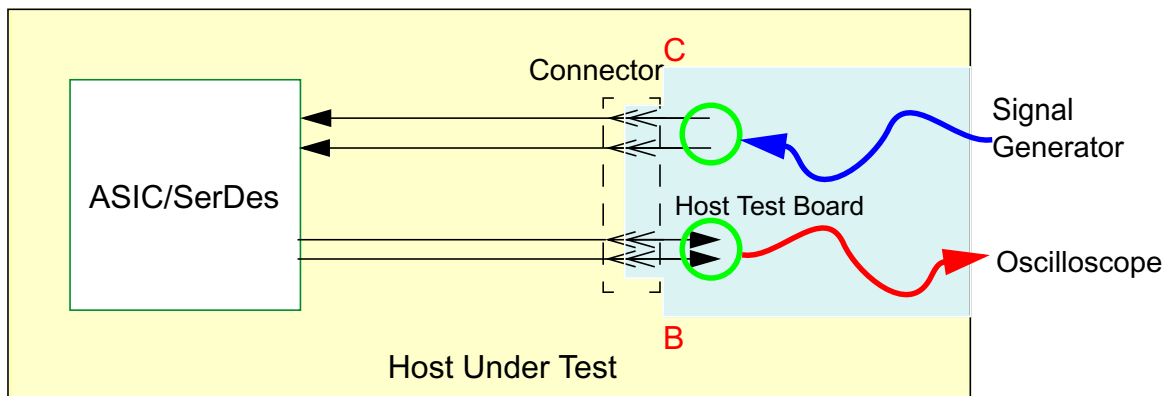 C
Connector
Signal
Generator
ASIC/SerDes
Host Test Board
Oscilloscope
B
Host Under Test